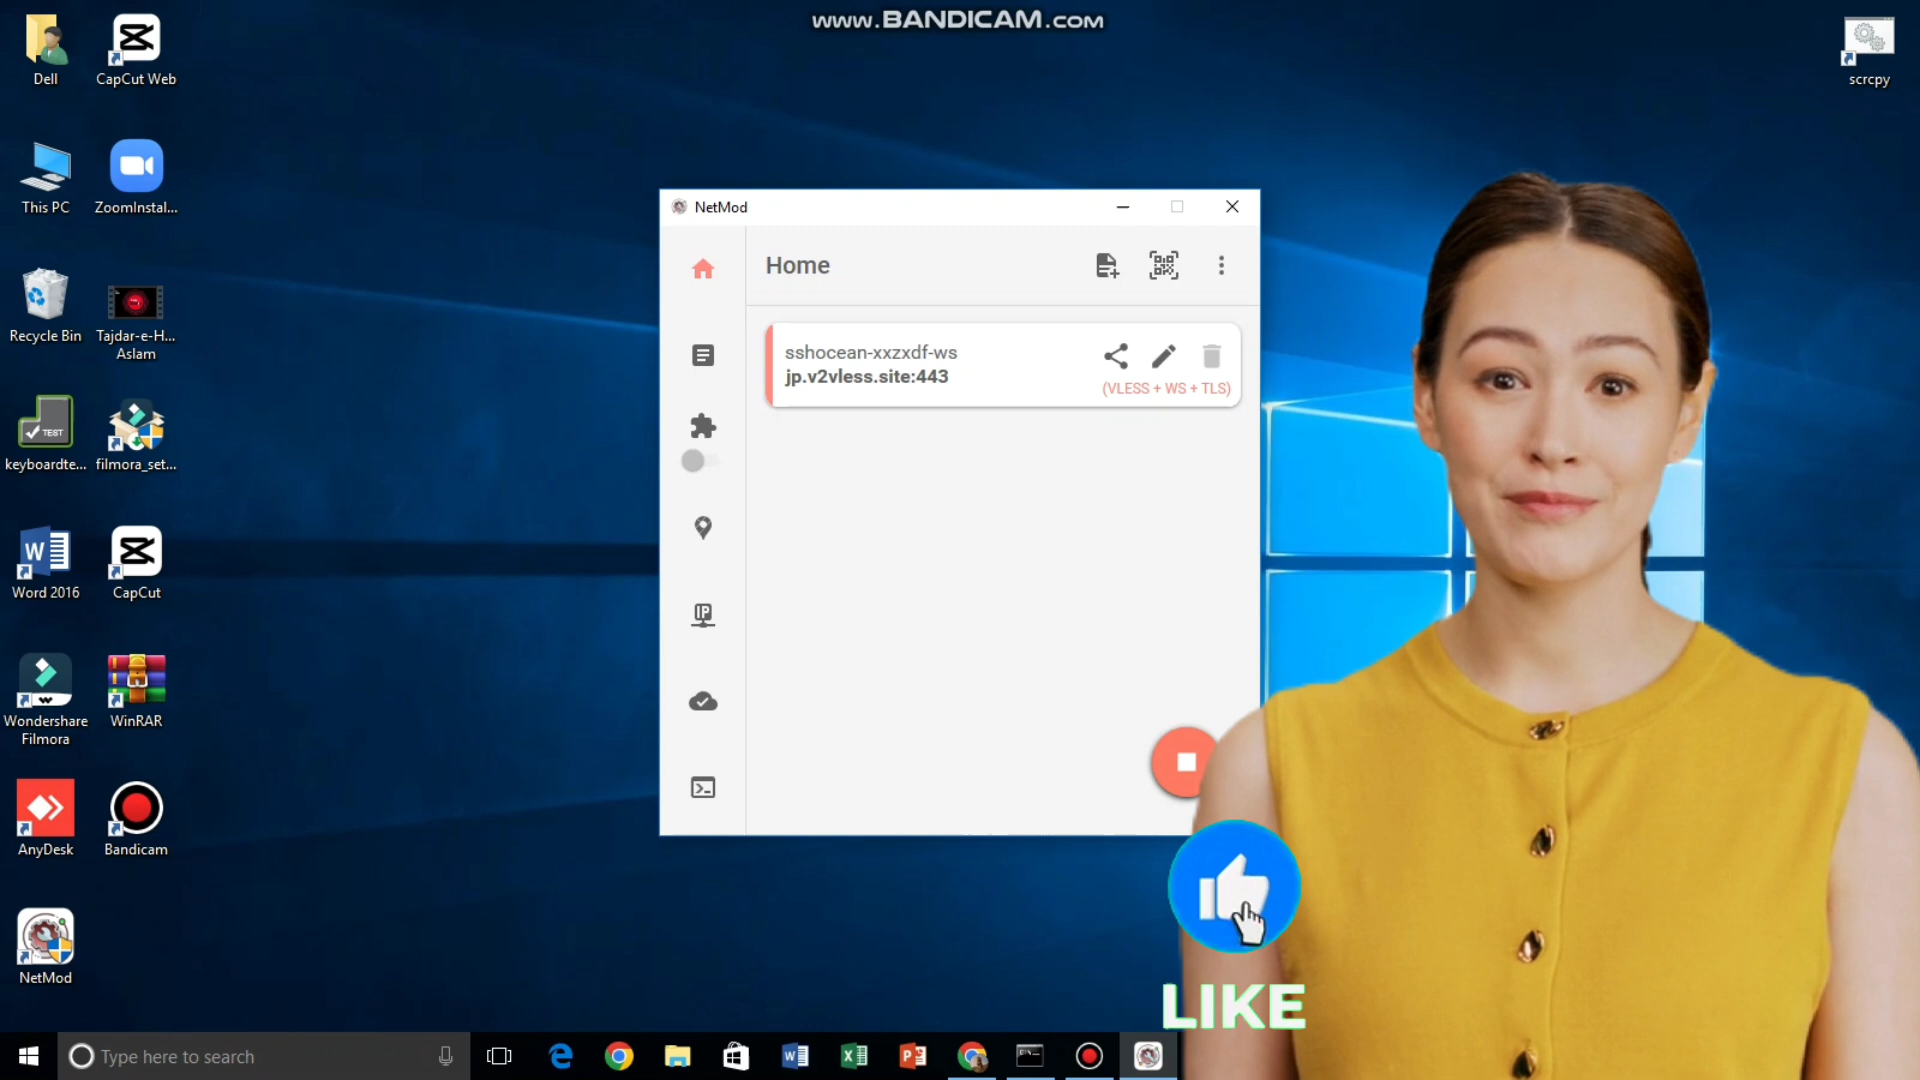 www.BANDICAM.com
Dell
CapCut Web
scrcpy
This PC
ZoomInstal...
Recycle Bin
Tajdar-e-H...
Aslam
keyboardte...
filmora_set...
TEST
Word 2016
CapCut
Wondershare
Filmora
WinRAR
AnyDesk
Bandicam
NetMod
NetMod
Home
sshocean-xxzxdf-ws
jp.v2vless.site:443
(VLESS + WS + TLS)
IP
LIKE
Type here to search